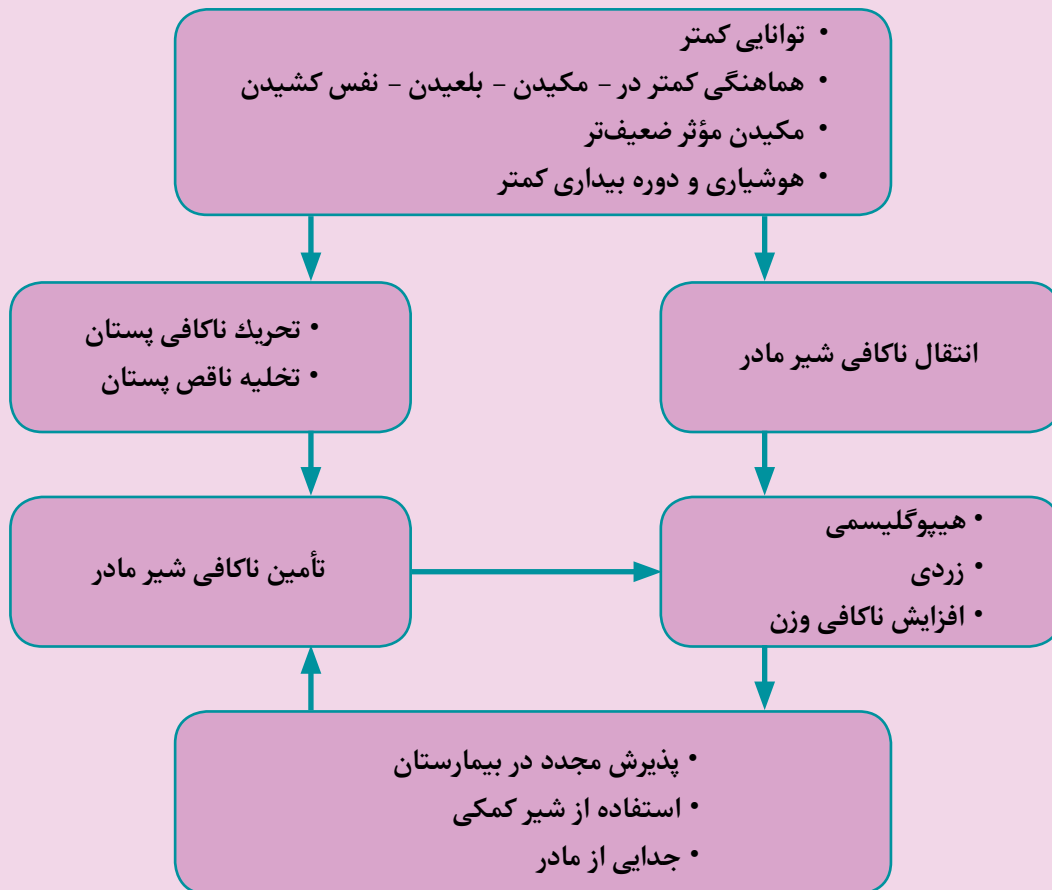 • توانایی کمتر
• هماهنگی کمتر در – مکیدن – بلعیدن – نفس کشیدن
• مکیدن مؤثر ضعیف‌تر
• هوشیاری و دوره بیداری کمتر
انتقال ناکافی شیر مادر
• تحریك ناکافی پستان
• تخلیه ناقص پستان
• هیپوگلیسمی
• زردی
• افزایش ناکافی وزن
تأمین ناکافی شیر مادر
• پذیرش مجدد در بیمارستان
• استفاده از شیر کمکی
• جدایی از مادر